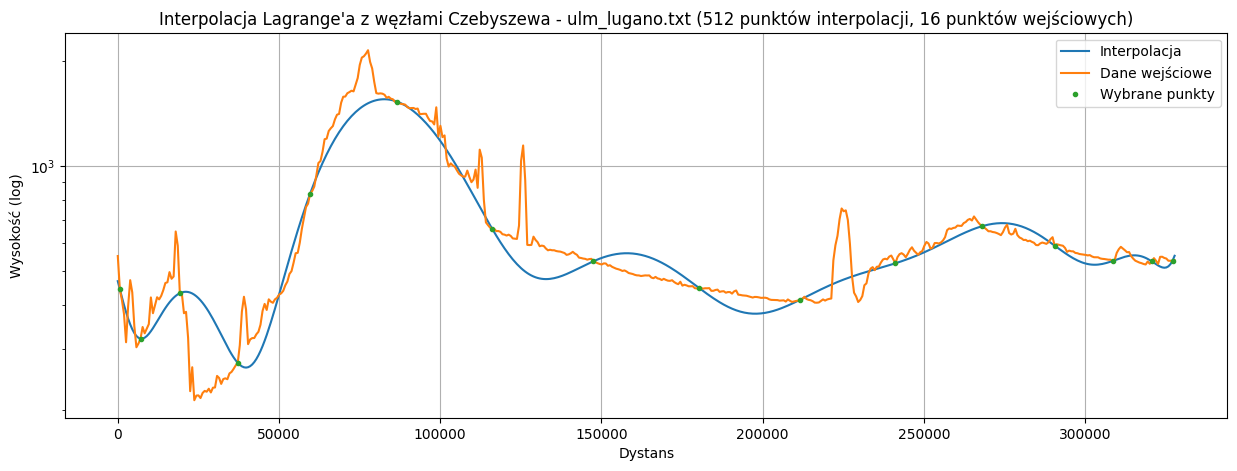 Interpolacja Lagrange'a z węzłami Czebyszewa - ulm_lugano.txt (512 punktów interpolacji, 16 punktów wejściowych)
Interpolacja
Dane wejściowe
Wybrane punkty
Wysokość (log)
10³
0 50000 100000 150000 200000 250000 300000
Dystans